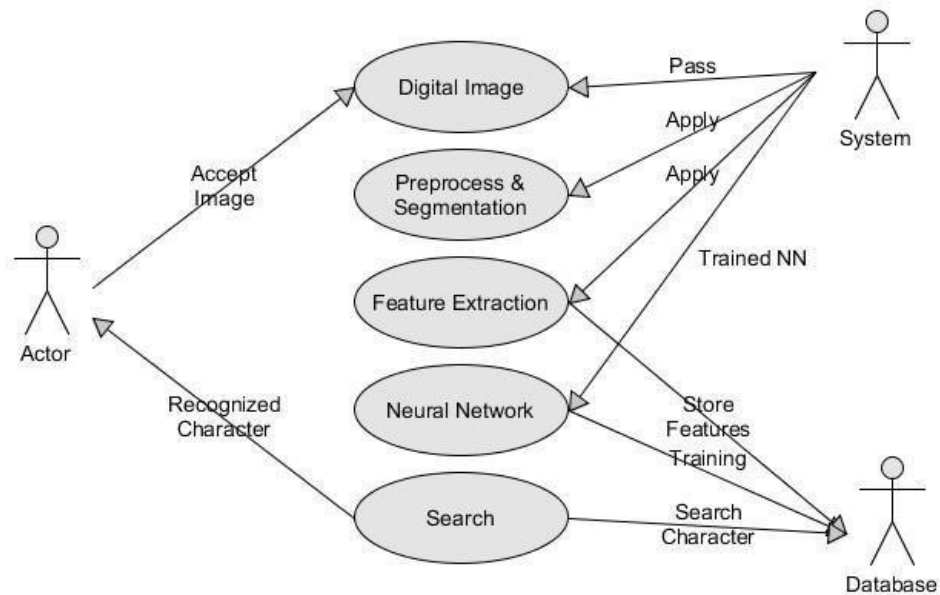 Digital Image
Pass
System
Apply
Preprocess &
Segmentation
Accept
Image
Apply
Trained NN
Feature Extraction
Actor
Recognized
Character
Neural Network
Store
Features
Training
Search
Search
Character
Database